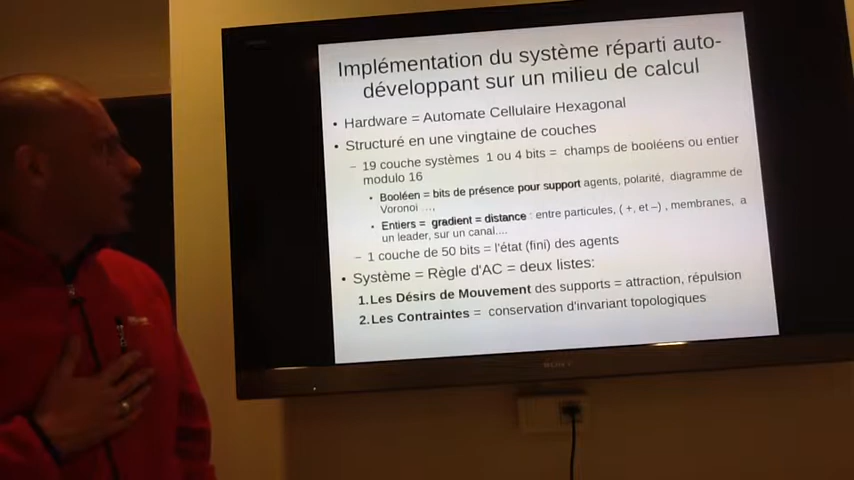 Implémentation du système réparti auto-
développant sur un milieu de calcul
• Hardware = Automate Cellulaire Hexagonal
• Structuré en une vingtaine de couches
– 19 couche systèmes 1 ou 4 bits = champs de booléens ou entier
modulo 16
• Booléen = bits de présence pour support agents, polarité, diagramme de
Voronoi ...,
• Entiers = gradient = distance : entre particules, ( +, et –) , membranes, a
un leader, sur un canal....
– 1 couche de 50 bits = l'état (fini) des agents
• Système = Règle d'AC = deux listes:
1.Les Désirs de Mouvement des supports = attraction, répulsion
2.Les Contraintes = conservation d'invariant topologiques
SONY